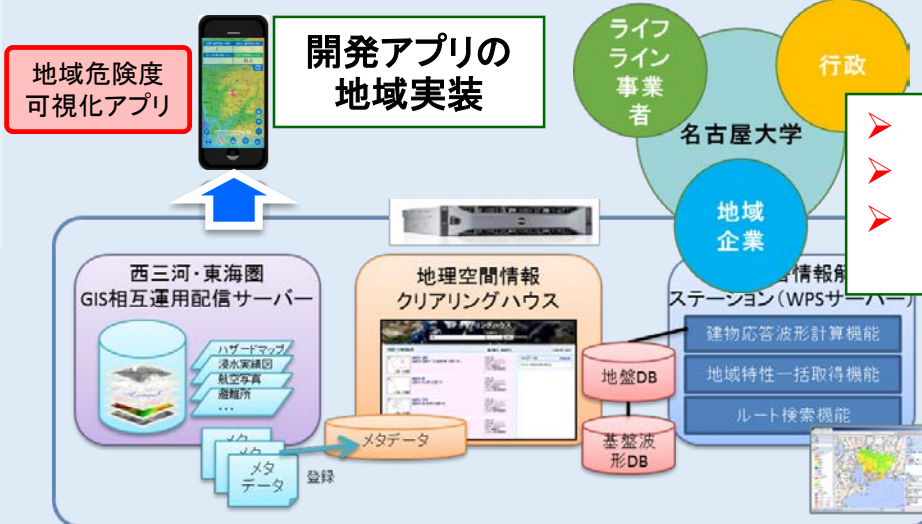 地域危険度
可視化アプリ
開発アプリの
地域実装
ライフ
ライン
事業
者
行政
名古屋大学
地域
企業
西三河・東海圏
GIS相互運用配信サーバー
ハザードマップ
浸水実績図
航空写真
避難所
...
メタ
メタ
メタ
データ
登録
メタデータ
地理空間情報
クリアリングハウス
地盤DB
基盤波
形DB
情報解
ステーション(WPSサーバー)
建物応答波形計算機能
地域特性一括取得機能
ルート検索機能